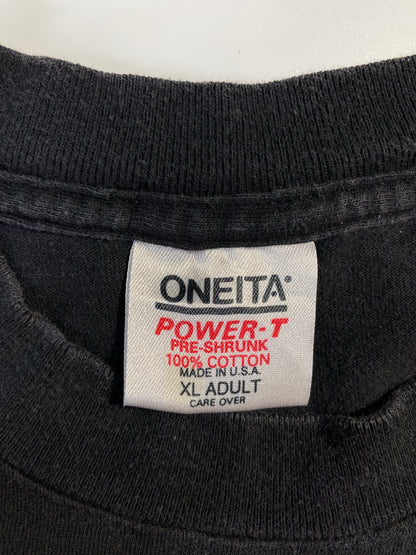 ONEITA®
POWER-T
PRE-SHRUNK
100% COTTON
MADE IN U.S.A.
XL ADULT
CARE OVER